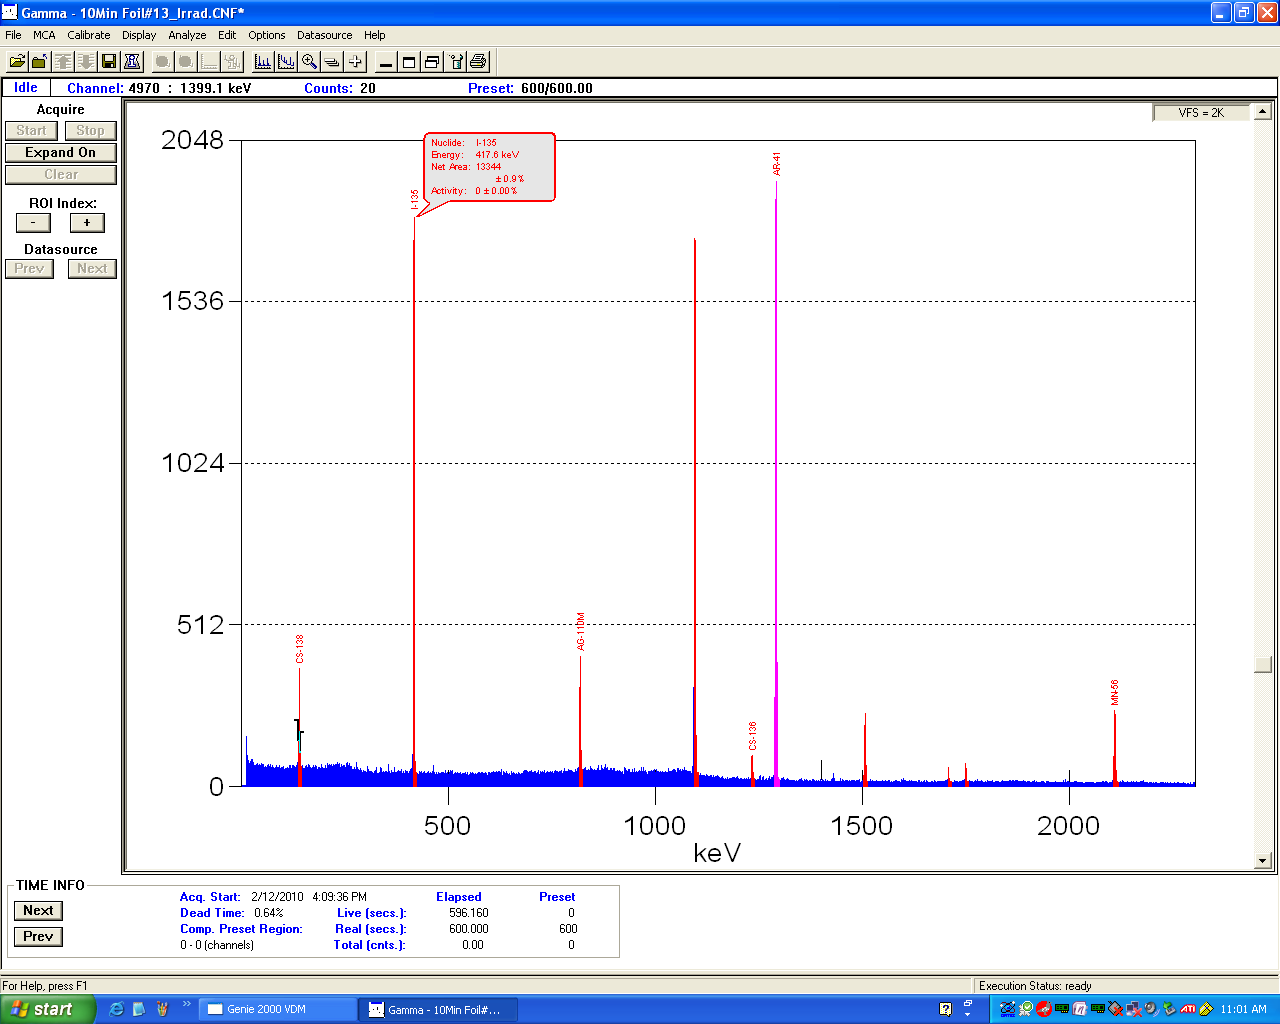 Gamma - 10Min Foil#13_Irrad.CNF*
File MCA Calibrate Display Analyze Edit Options Datasource Help
Idle Channel: 4970 : 1399.1 keV Counts: 20 Preset: 600/600.00
Acquire
Start Stop
Expand On
Clear
ROI Index:
- +
Datasource
Prev Next
VFS = 2K
2048
1536
1024
512
0
Nuclide: I-135
Energy: 417.6 keV
Net Area: 13344
± 0.9%
Activity: 0 ± 0.00%
CS-138
I-135
AG-110M
CS-136
AR-41
MN-56
500 1000 1500 2000
keV
TIME INFO
Next
Prev
Acq. Start: 2/12/2010 4:09:36 PM Elapsed Preset
Dead Time: 0.64% Live (secs.): 596.160 0
Comp. Preset Region: Real (secs.): 600.000 600
0 - 0 (channels) Total (cnts.): 0.00 0
For Help, press F1 Execution Status: ready
start Genie 2000 VDM Gamma - 10Min Foil#... 11:01 AM